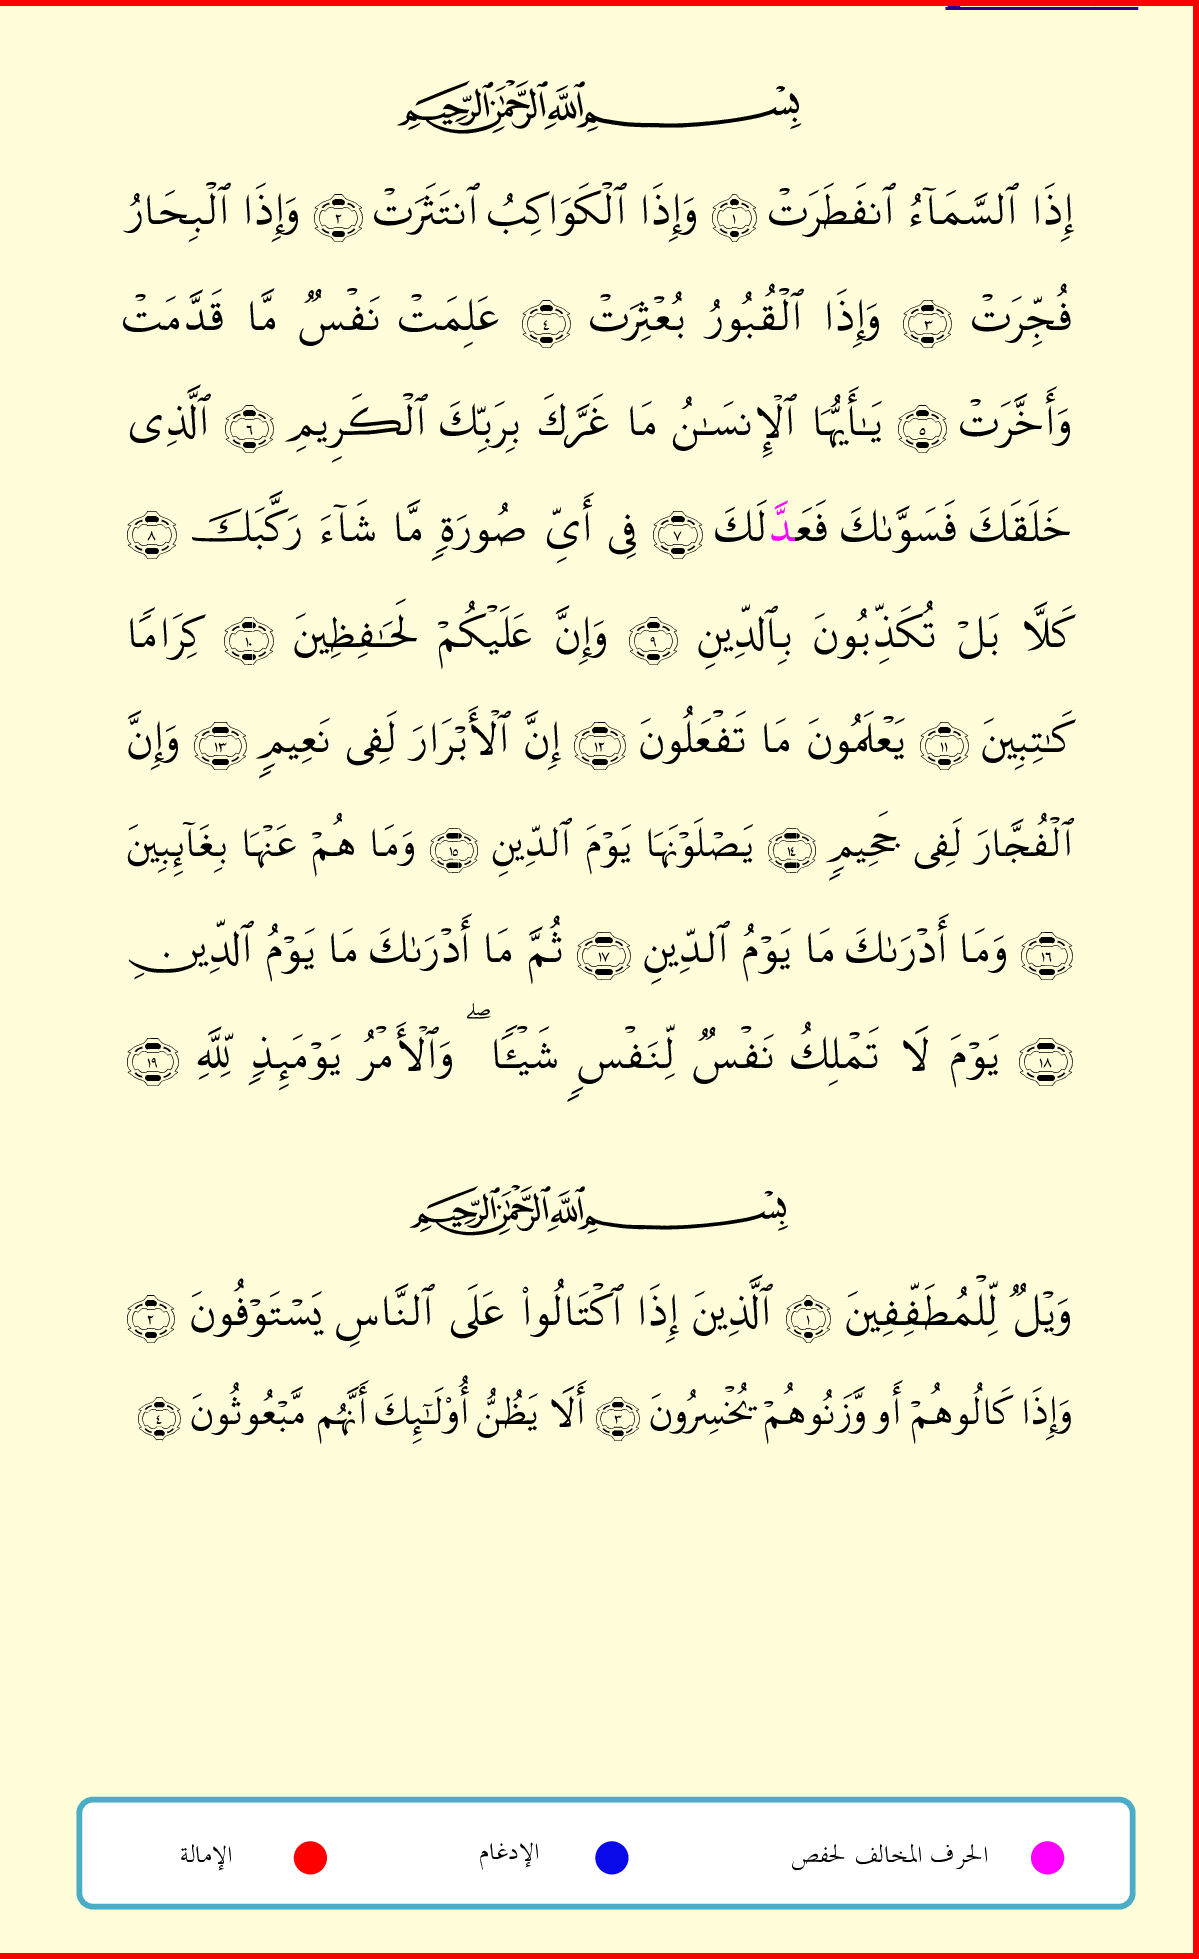 بِسْمِ ٱللَّهِ ٱلرَّحْمَٰنِ ٱلرَّحِيمِ
إِذَا ٱلسَّمَآءُ ٱنفَطَرَتْ ١ وَإِذَا ٱلْكَوَاكِبُ ٱنتَثَرَتْ ٢ وَإِذَا ٱلْبِحَارُ
فُجِّرَتْ ٣ وَإِذَا ٱلْقُبُورُ بُعْثِرَتْ ٤ عَلِمَتْ نَفْسٌ مَّا قَدَّمَتْ
وَأَخَّرَتْ ٥ يَـٰٓأَيُّهَا ٱلْإِنسَـٰنُ مَا غَرَّكَ بِرَبِّكَ ٱلْكَرِيمِ ٦ ٱلَّذِى
خَلَقَكَ فَسَوَّىٰكَ فَعَدَّلَكَ ٧ فِى أَىِّ صُورَةٍ مَّا شَآءَ رَكَّبَكَ ٨
كَلَّا بَلْ تُكَذِّبُونَ بِٱلدِّينِ ٩ وَإِنَّ عَلَيْكُمْ لَحَـٰفِظِينَ ١٠ كِرَامًا
كَـٰتِبِينَ ١١ يَعْلَمُونَ مَا تَفْعَلُونَ ١٢ إِنَّ ٱلْأَبْرَارَ لَفِى نَعِيمٍ ١٣ وَإِنَّ
ٱلْفُجَّارَ لَفِى جَحِيمٍ ١٤ يَصْلَوْنَهَا يَوْمَ ٱلدِّينِ ١٥ وَمَا هُمْ عَنْهَا بِغَآئِبِينَ
١٦ وَمَا أَدْرَىٰكَ مَا يَوْمُ ٱلدِّينِ ١٧ ثُمَّ مَا أَدْرَىٰكَ مَا يَوْمُ ٱلدِّينِ
١٨ يَوْمَ لَا تَمْلِكُ نَفْسٌ لِّنَفْسٍ شَيْـًٔا ۖ وَٱلْأَمْرُ يَوْمَئِذٍ لِّلَّهِ ١٩
بِسْمِ ٱللَّهِ ٱلرَّحْمَٰنِ ٱلرَّحِيمِ
وَيْلٌ لِّلْمُطَفِّفِينَ ١ ٱلَّذِينَ إِذَا ٱكْتَالُوا۟ عَلَى ٱلنَّاسِ يَسْتَوْفُونَ ٢
وَإِذَا كَالُوهُمْ أَو وَّزَنُوهُمْ يُخْسِرُونَ ٣ أَلَا يَظُنُّ أُو۟لَـٰٓئِكَ أَنَّهُم مَّبْعُوثُونَ ٤
الحرف المخالف لحفص الإدغام الإمالة